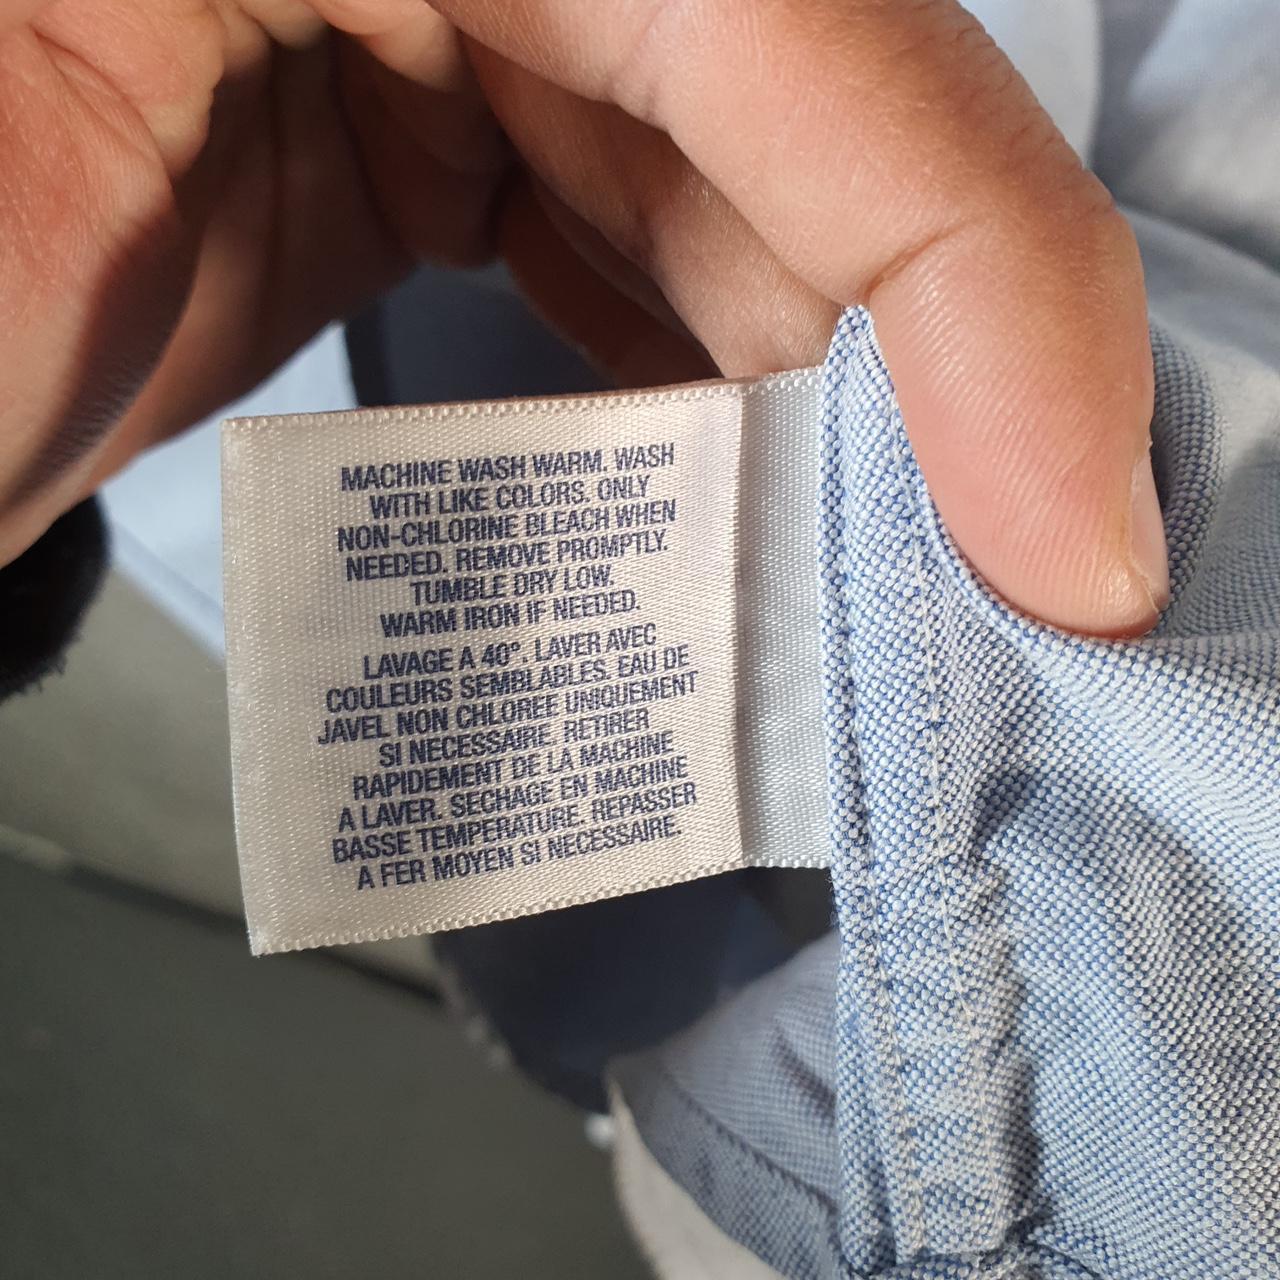 MACHINE WASH WARM. WASH
WITH LIKE COLORS. ONLY
NON-CHLORINE BLEACH WHEN
NEEDED. REMOVE PROMPTLY.
TUMBLE DRY LOW.
WARM IRON IF NEEDED.
LAVAGE A 40°. LAVER AVEC
COULEURS SEMBLABLES. EAU DE
JAVEL NON CHLOREE UNIQUEMENT
SI NECESSAIRE. RETIRER
RAPIDEMENT DE LA MACHINE
A LAVER. SECHAGE EN MACHINE
BASSE TEMPERATURE. REPASSER
A FER MOYEN SI NECESSAIRE.